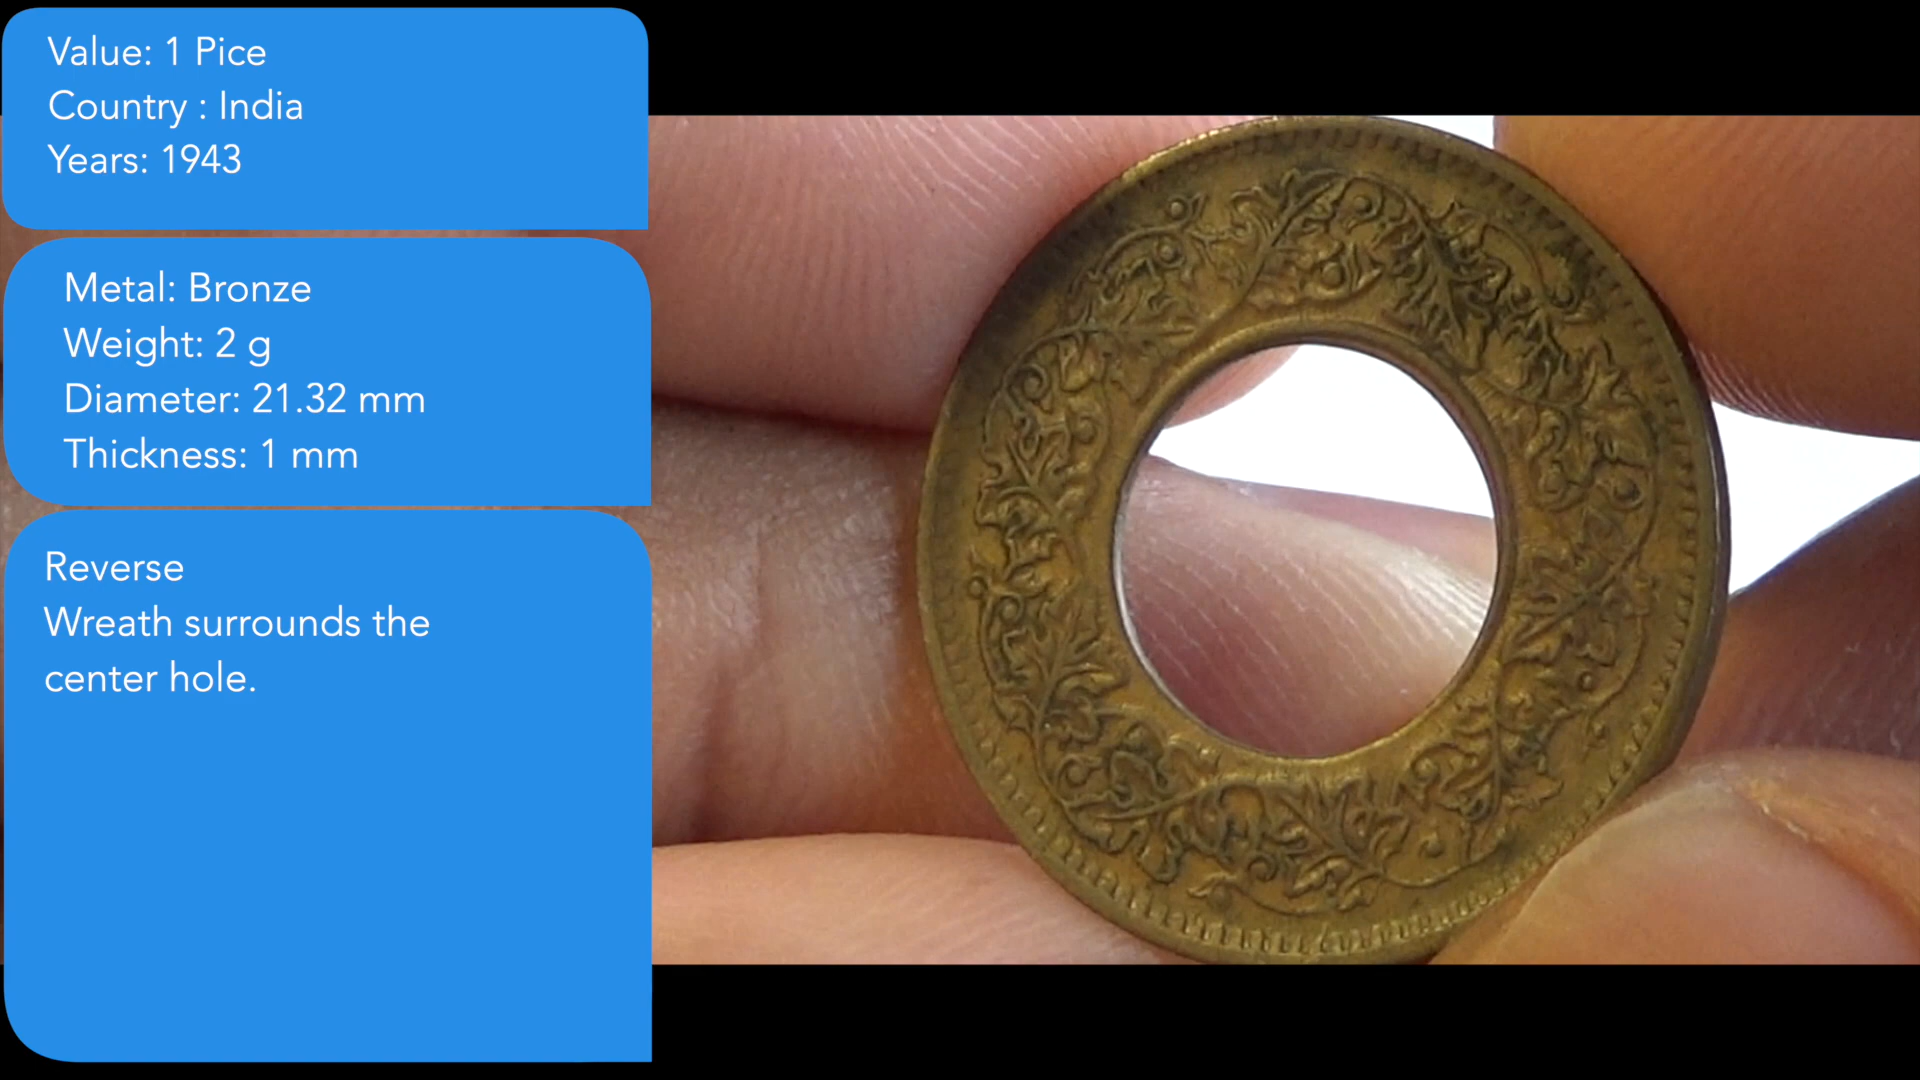 Value: 1 Pice
Country : India
Years: 1943
Metal: Bronze
Weight: 2 g
Diameter: 21.32 mm
Thickness: 1 mm
Reverse
Wreath surrounds the
center hole.